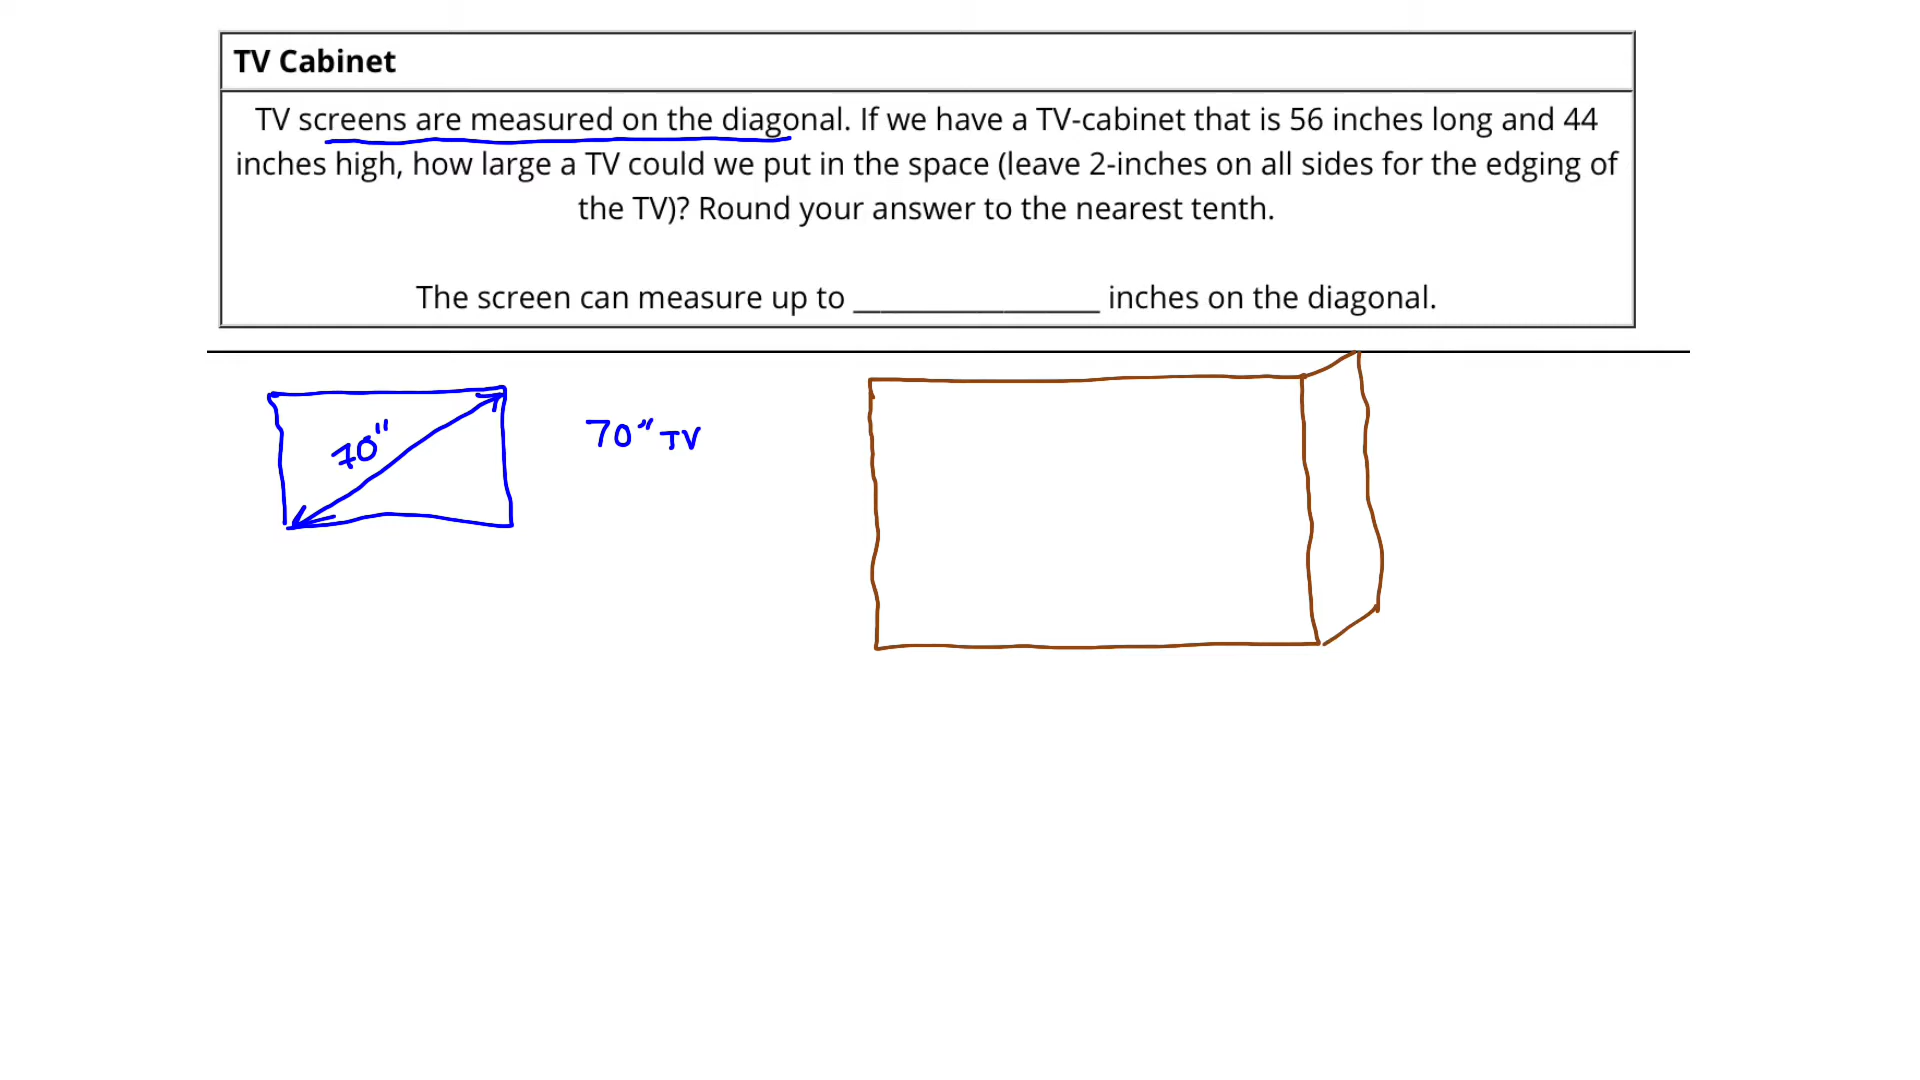 TV Cabinet
TV screens are measured on the diagonal. If we have a TV-cabinet that is 56 inches long and 44
inches high, how large a TV could we put in the space (leave 2-inches on all sides for the edging of
the TV)? Round your answer to the nearest tenth.
The screen can measure up to _______________ inches on the diagonal.
70"
70" TV